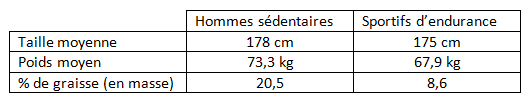 Hommes sédentaires Sportifs d’endurance
Taille moyenne 178 cm 175 cm
Poids moyen 73,3 kg 67,9 kg
% de graisse (en masse) 20,5 8,6